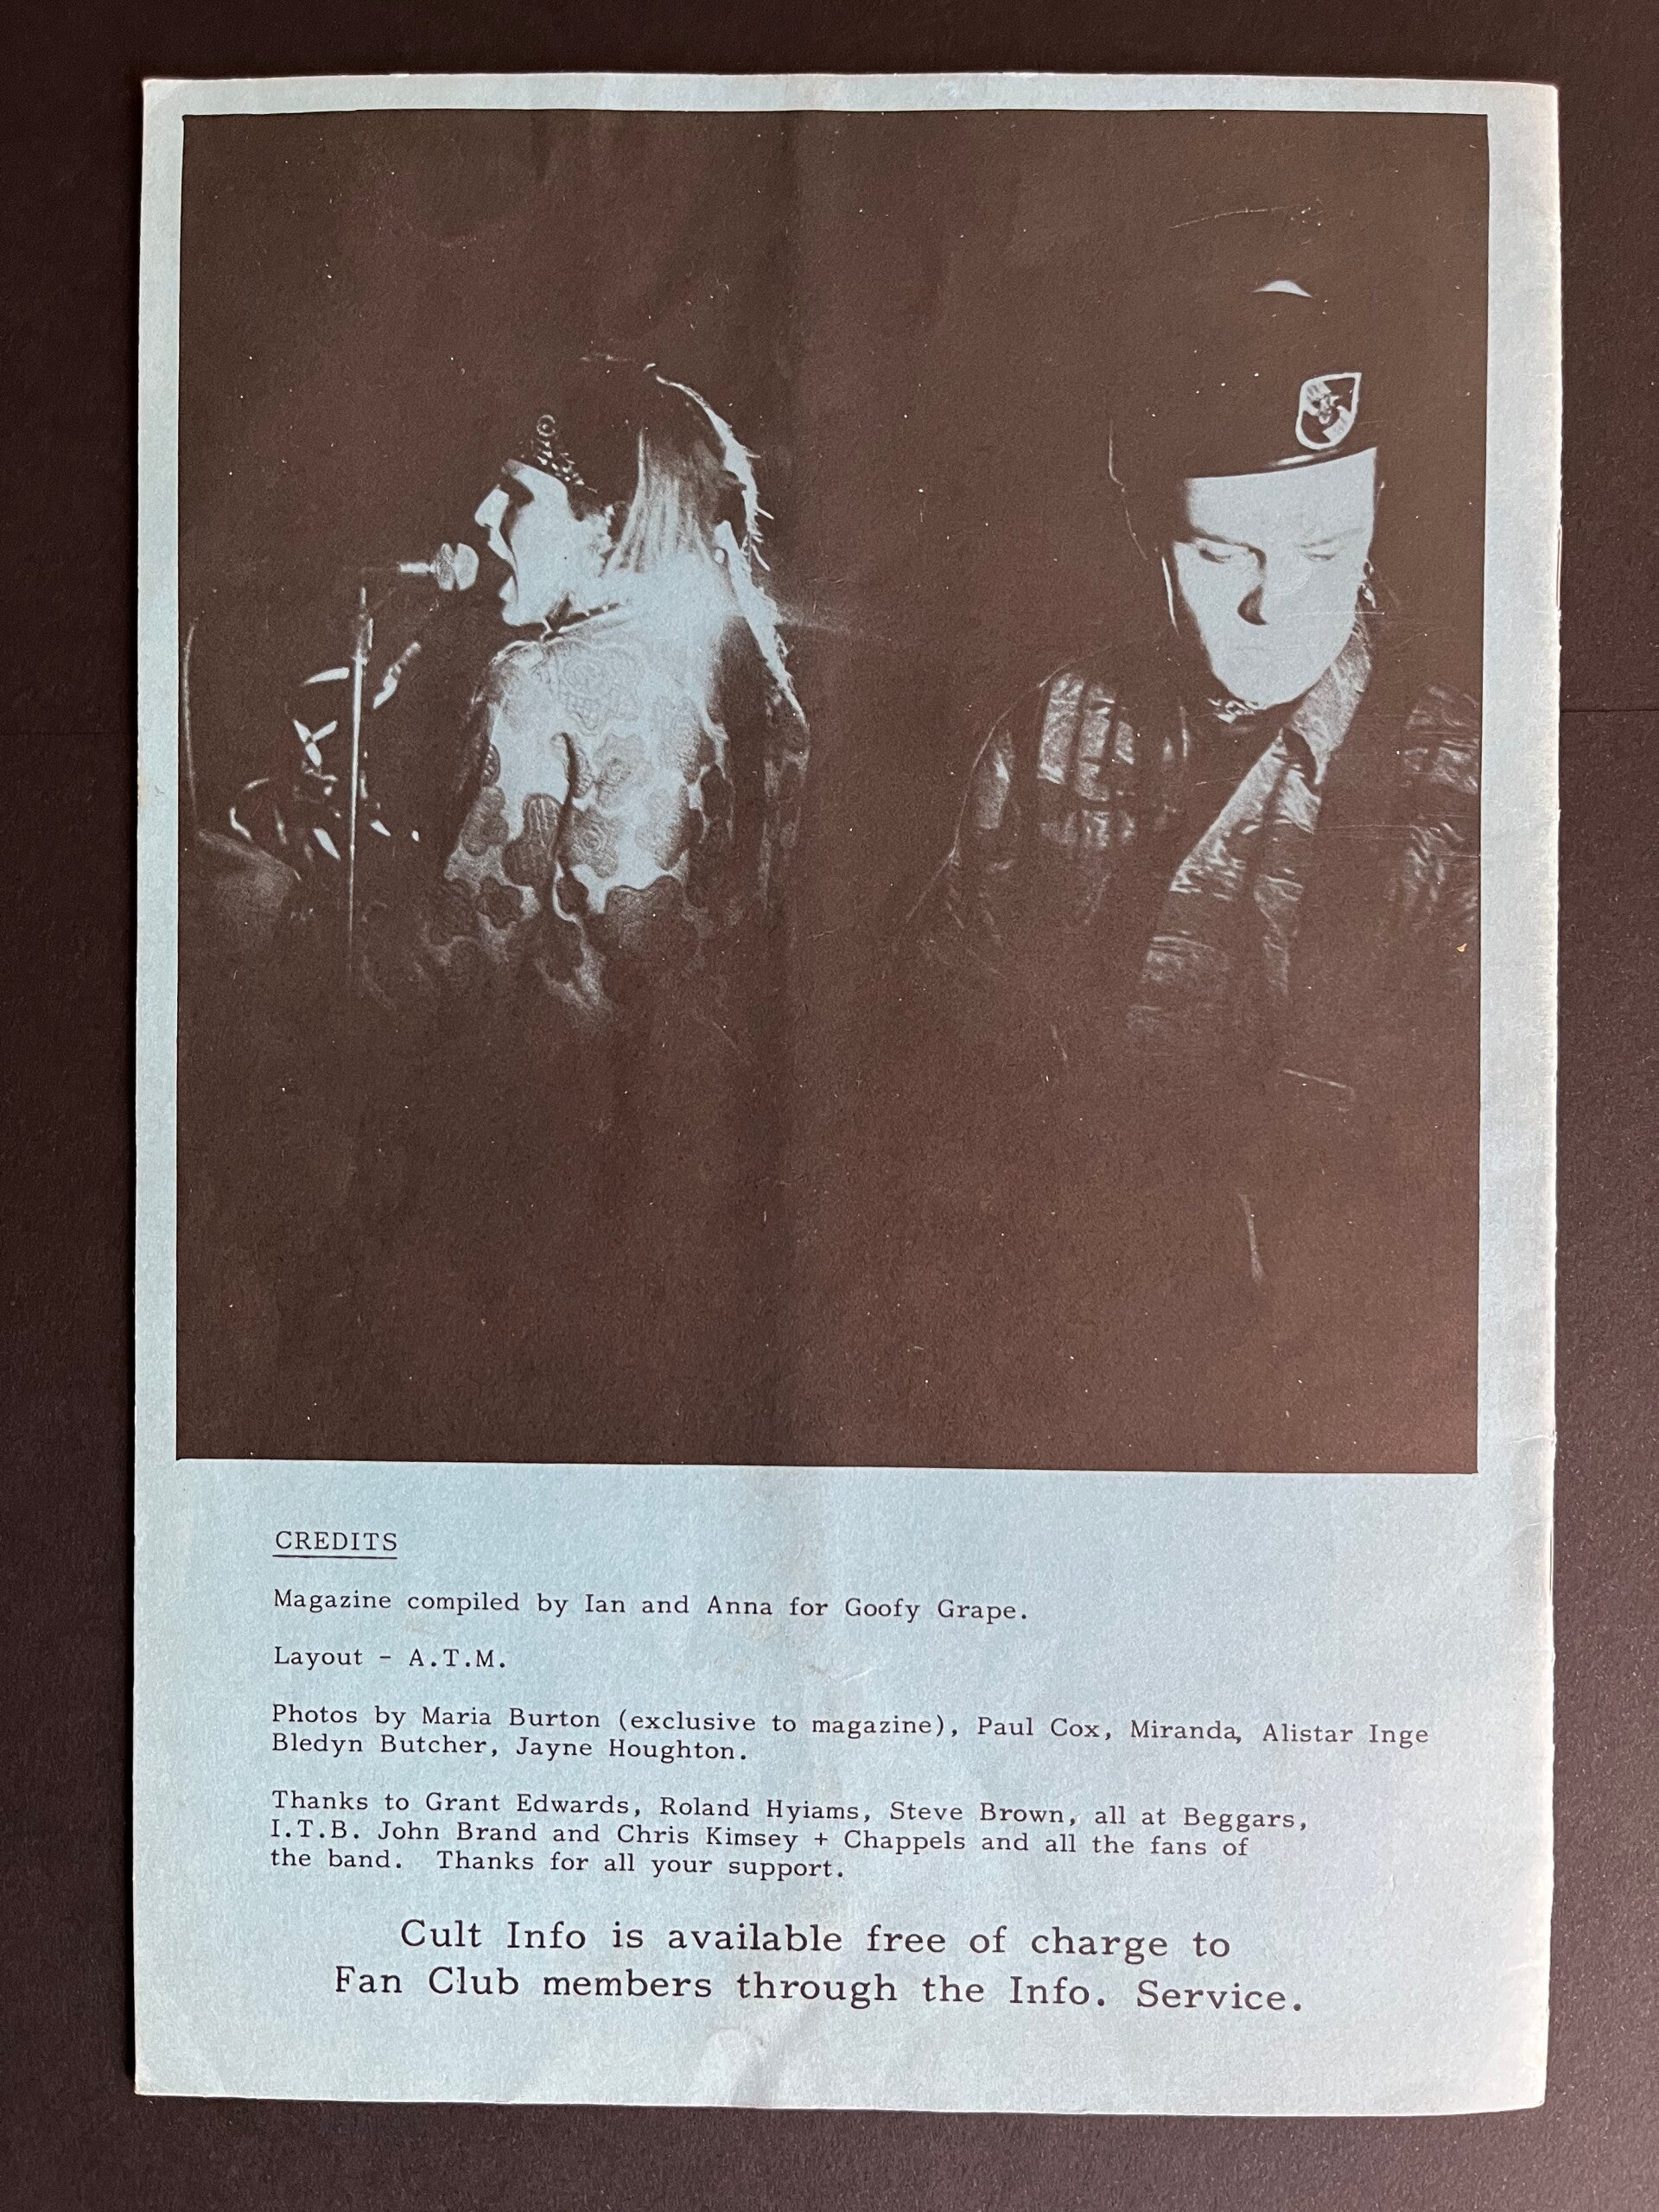 CREDITS
Magazine compiled by Ian and Anna for Goofy Grape.
Layout - A.T.M.
Photos by Maria Burton (exclusive to magazine), Paul Cox, Miranda, Alistar Inge
Bledyn Butcher, Jayne Houghton.
Thanks to Grant Edwards, Roland Hyiams, Steve Brown, all at Beggars,
I.T.B. John Brand and Chris Kimsey + Chappels and all the fans of
the band. Thanks for all your support.
Cult Info is available free of charge to
Fan Club members through the Info. Service.